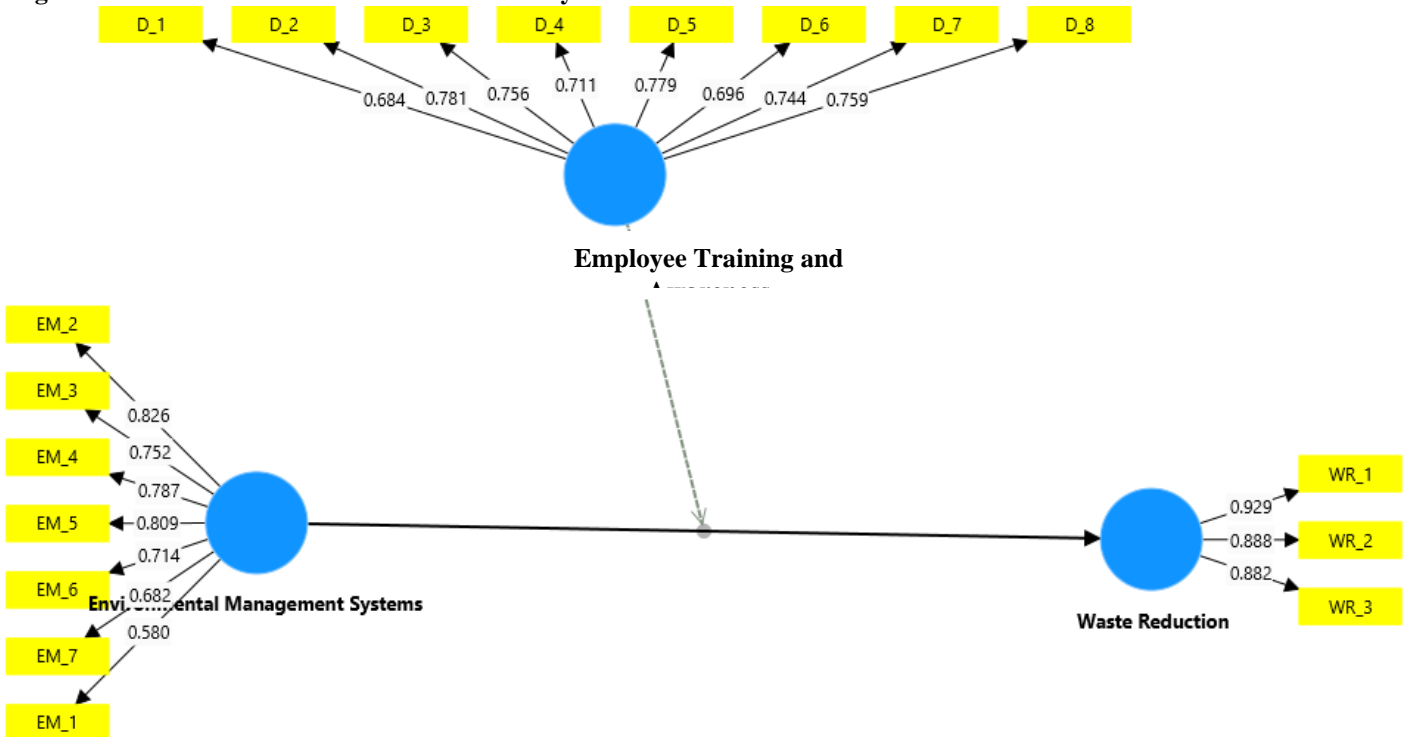 D_1 D_2 D_3 D_4 D_5 D_6 D_7 D_8
0.684 0.781 0.756 0.711 0.779 0.696 0.744 0.759
Employee Training and
EM_2
EM_3
EM_4
EM_5
EM_6
EM_7
EM_1
0.826
0.752
0.787
0.809
0.714
0.682
0.580
Management Systems
WR_1
WR_2
WR_3
0.929
0.888
0.882
Waste Reduction